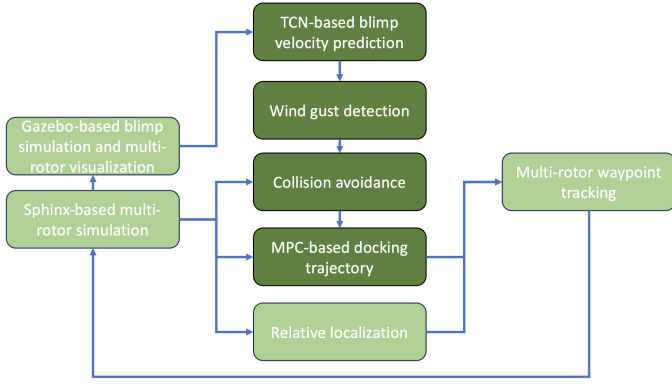 TCN-based blimp
velocity prediction
Wind gust detection
Gazebo-based blimp
simulation and multi-
rotor visualization
Collision avoidance
Multi-rotor waypoint
tracking
Sphinx-based multi-
rotor simulation
MPC-based docking
trajectory
Relative localization